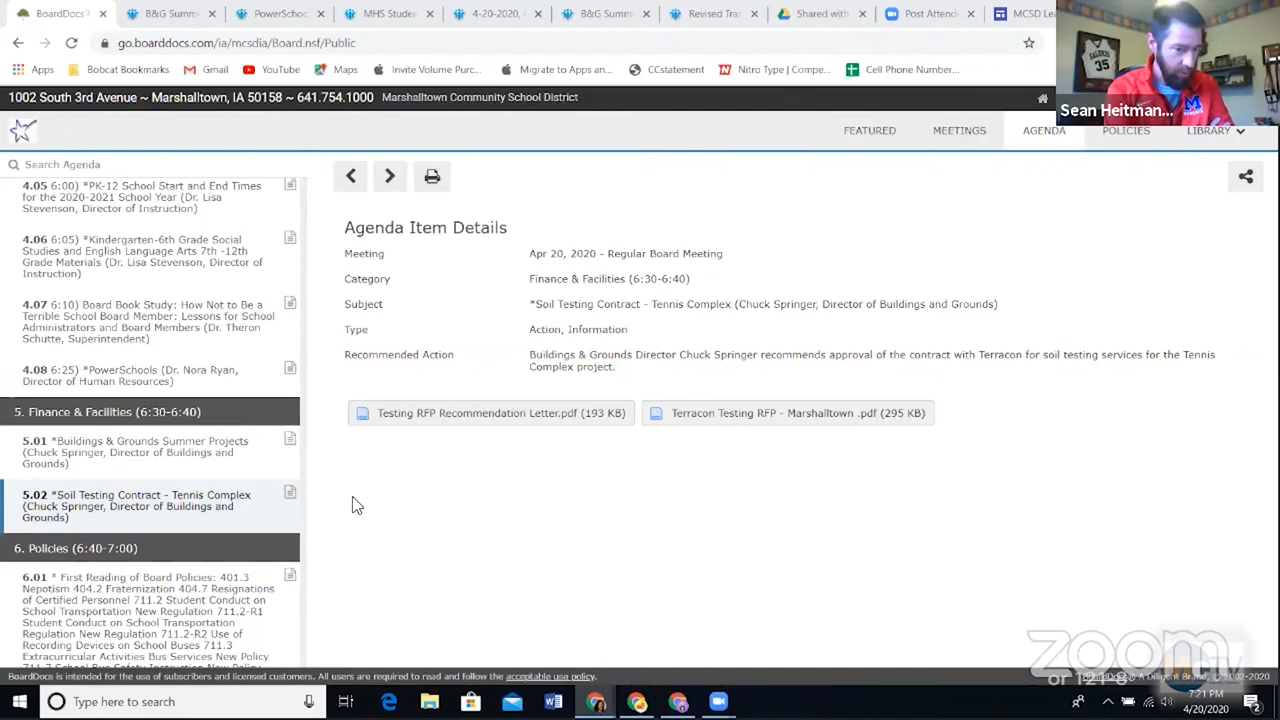 BoardDocs
B&G Summ
PowerSchoo
MHS Studen
4-20-2020,
B&G Summ
Revised Tra
Shared with
Post Attend
MCSD Lea
go.boarddocs.com/ia/mcsdia/Board.nsf/Public
Apps
Bobcat Bookmarks
Gmail
YouTube
Maps
Invite Volume Purc...
Migrate to Apps an...
CCstatement
Nitro Type | Compe...
Cell Phone Number...
35
M
Sean Heitman...
1002 South 3rd Avenue ~ Marshalltown, IA 50158 ~ 641.754.1000 Marshalltown Community School District
FEATURED
MEETINGS
AGENDA
POLICIES
LIBRARY
Search Agenda
4.05 6:00) *PK-12 School Start and End Times
for the 2020-2021 School Year (Dr. Lisa
Stevenson, Director of Instruction)
4.06 6:05) *Kindergarten-6th Grade Social
Studies and English Language Arts 7th -12th
Grade Materials (Dr. Lisa Stevenson, Director of
Instruction)
4.07 6:10) Board Book Study: How Not to Be a
Terrible School Board Member: Lessons for School
Administrators and Board Members (Dr. Theron
Schutte, Superintendent)
4.08 6:25) *PowerSchools (Dr. Nora Ryan,
Director of Human Resources)
5. Finance & Facilities (6:30-6:40)
5.01 *Buildings & Grounds Summer Projects
(Chuck Springer, Director of Buildings and
Grounds)
5.02 *Soil Testing Contract - Tennis Complex
(Chuck Springer, Director of Buildings and
Grounds)
6. Policies (6:40-7:00)
6.01 * First Reading of Board Policies: 401.3
Nepotism 404.2 Fraternization 404.7 Resignations
of Certified Personnel 711.2 Student Conduct on
School Transportation New Regulation 711.2-R1
Student Conduct on School Transportation
Regulation New Regulation 711.2-R2 Use of
Recording Devices on School Buses 711.3
Extracurricular Activities Bus Services New Policy
711.7 School Bus Safety Instruction New Policy
Agenda Item Details
Meeting Apr 20, 2020 - Regular Board Meeting
Category Finance & Facilities (6:30-6:40)
Subject *Soil Testing Contract - Tennis Complex (Chuck Springer, Director of Buildings and Grounds)
Type Action, Information
Recommended Action Buildings & Grounds Director Chuck Springer recommends approval of the contract with Terracon for soil testing services for the Tennis
Complex project.
Testing RFP Recommendation Letter.pdf (193 KB)
Terracon Testing RFP - Marshalltown .pdf (295 KB)
zoom
BoardDocs is intended for the use of subscribers and licensed customers. All users are required to read and follow the acceptable use policy.
A Diligent Brand, © 2002-2020
Type here to search
7:21 PM
4/20/2020
2